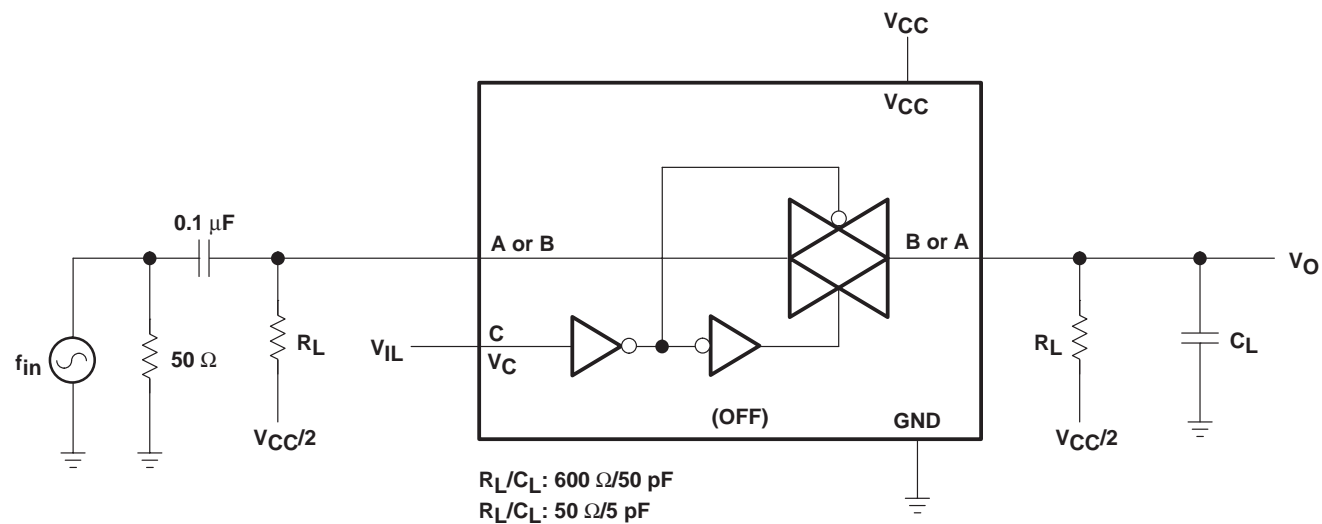 VCC
VCC
0.1 μF
A or B
B or A
VO
fin
50 Ω
RL
VCC/2
VIL
C
VC
(OFF)
GND
RL
VCC/2
CL
RL/CL: 600 Ω/50 pF
RL/CL: 50 Ω/5 pF